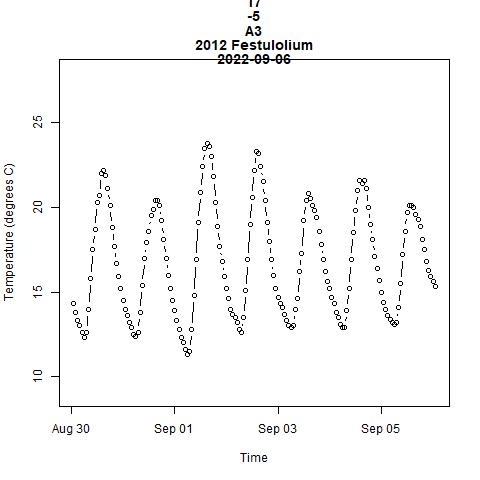 17
-5
A3
2012 Festulolium
2022-09-06
Temperature (degrees C)
25
20
15
10
Aug 30
Sep 01
Sep 03
Sep 05
Time